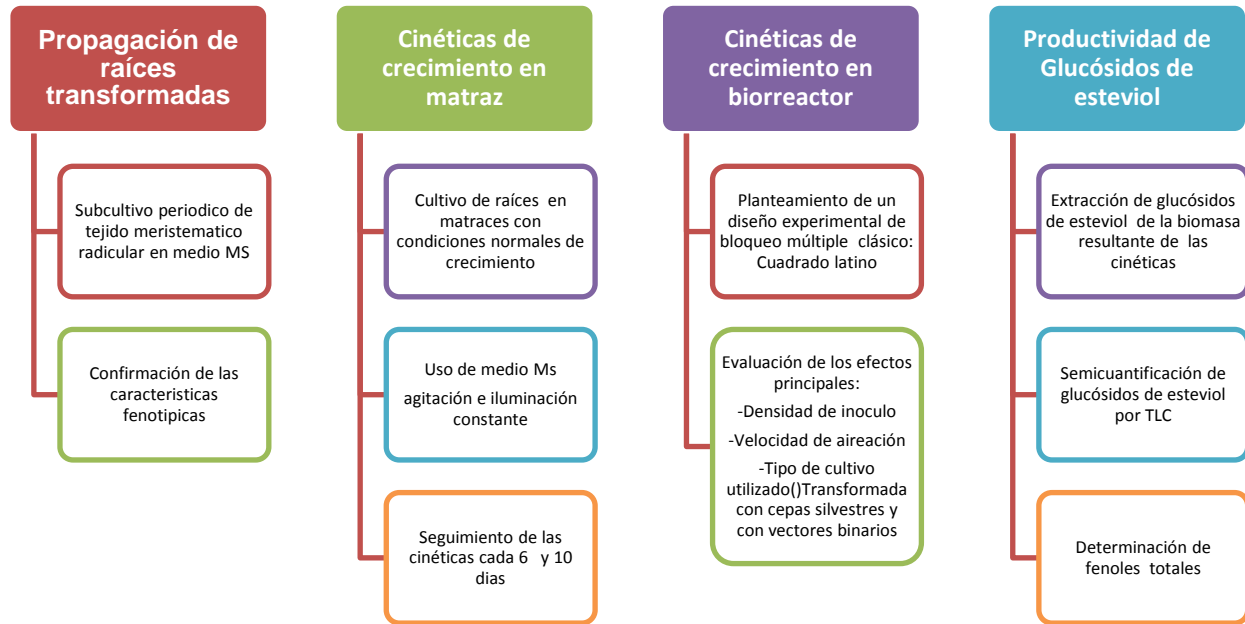 Propagación de
raíces
transformadas
Subcultivo periodico de
tejido meristematico
radicular en medio MS
Confirmación de las
caracteristicas
fenotipicas
Cinéticas de
crecimiento en
matraz
Cultivo de raíces en
matraces con
condiciones normales de
crecimiento
Uso de medio Ms
agitación e iluminación
constante
Seguimiento de las
cinéticas cada 6 y 10
dias
Cinéticas de
crecimiento en
biorreactor
Planteamiento de un
diseño experimental de
bloqueo múltiple clásico:
Cuadrado latino
Evaluación de los efectos
principales:
-Densidad de inoculo
-Velocidad de aireación
-Tipo de cultivo
utilizado()Transformada
con cepas silvestres y
con vectores binarios
Productividad de
Glucósidos de
esteviol
Extracción de glucósidos
de esteviol de la biomasa
resultante de las
cinéticas
Semicuantificación de
glucósidos de esteviol
por TLC
Determinación de
fenoles totales